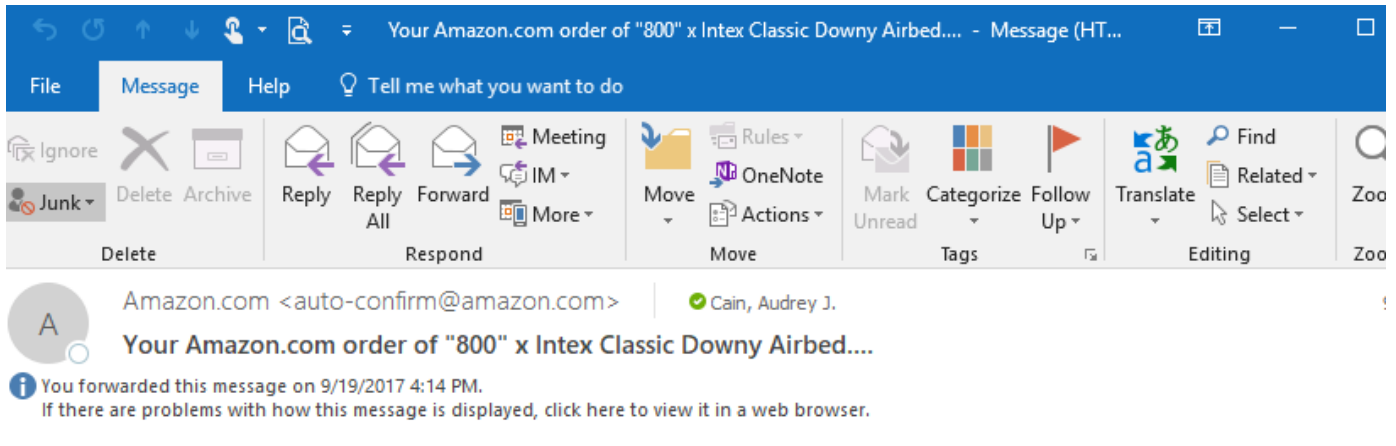 Your Amazon.com order of "800" x Intex Classic Downy Airbed.... - Message (HT...
File Message Help Tell me what you want to do
Ignore
Junk
Delete Archive
Delete
Reply Reply All Forward
Meeting
IM
More
Respond
Move
Rules
OneNote
Actions
Move
Mark Unread Categorize Follow Up
Tags
あ
a
Translate
Find
Related
Select
Editing
Zoo
Zoo
A
Amazon.com <auto-confirm@amazon.com>
Cain, Audrey J.
Your Amazon.com order of "800" x Intex Classic Downy Airbed....
You forwarded this message on 9/19/2017 4:14 PM.
If there are problems with how this message is displayed, click here to view it in a web browser.